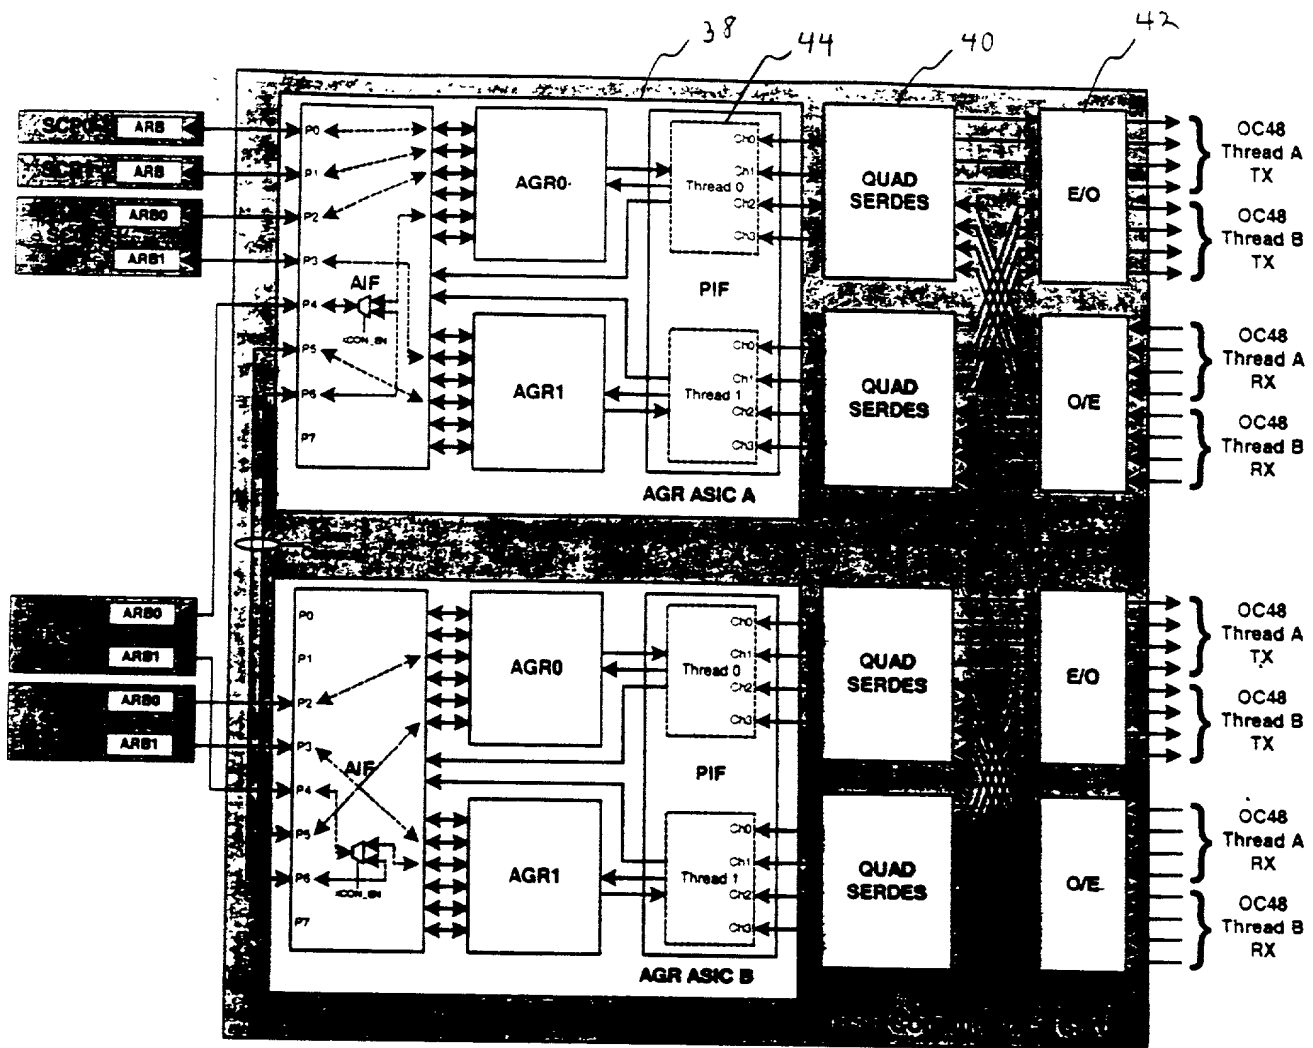 38
44
40
42
SCP0
ARB
ARB
ARB0
ARB1
P0
P1
P2
P3
P4
P5
P6
P7
AIF
XCON_EN
AGR0
AGR1
Thread 0
Ch0
Ch1
Ch2
Ch3
PIF
Thread 1
Ch0
Ch1
Ch2
Ch3
AGR ASIC A
QUAD
SERDES
QUAD
SERDES
E/O
O/E
OC48
Thread A
TX
OC48
Thread B
TX
OC48
Thread A
RX
OC48
Thread B
RX
ARB0
ARB1
ARB0
ARB1
P0
P1
P2
P3
P4
P5
P6
P7
AIF
XCON_EN
AGR0
AGR1
Thread 0
Ch0
Ch1
Ch2
Ch3
PIF
Thread 1
Ch0
Ch1
Ch2
Ch3
AGR ASIC B
QUAD
SERDES
QUAD
SERDES
E/O
O/E
OC48
Thread A
TX
OC48
Thread B
TX
OC48
Thread A
RX
OC48
Thread B
RX